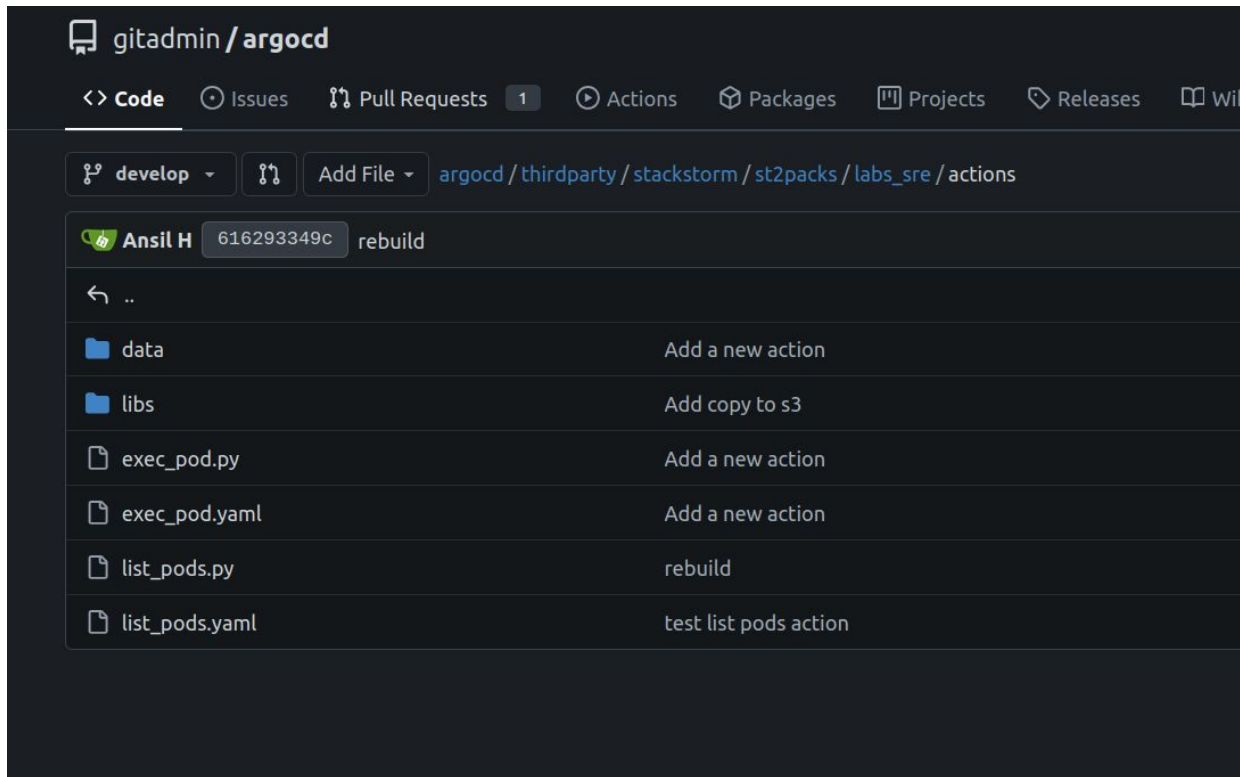 gitadmin / argocd
<> Code Issues Pull Requests 1 Actions Packages Projects Releases
develop Add File argocd / thirdparty / stackstorm / st2packs / labs_sre / actions
Ansil H 616293349c rebuild
..
data Add a new action
libs Add copy to s3
exec_pod.py Add a new action
exec_pod.yaml Add a new action
list_pods.py rebuild
list_pods.yaml test list pods action